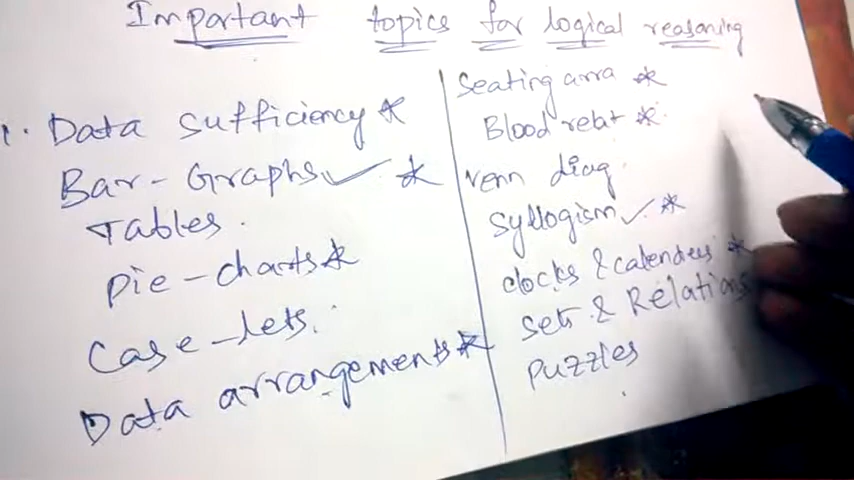 Important topics for logical reasoning
1. Data sufficiency *
Bar-Graphs ✓ *
Tables.
Pie-charts *
Case-lets.
Data arrangements *
Seating arra *
Blood relat *
venn diag.
Syllogism ✓ *
clocks & calenders *
Sets & Relations
Puzzles